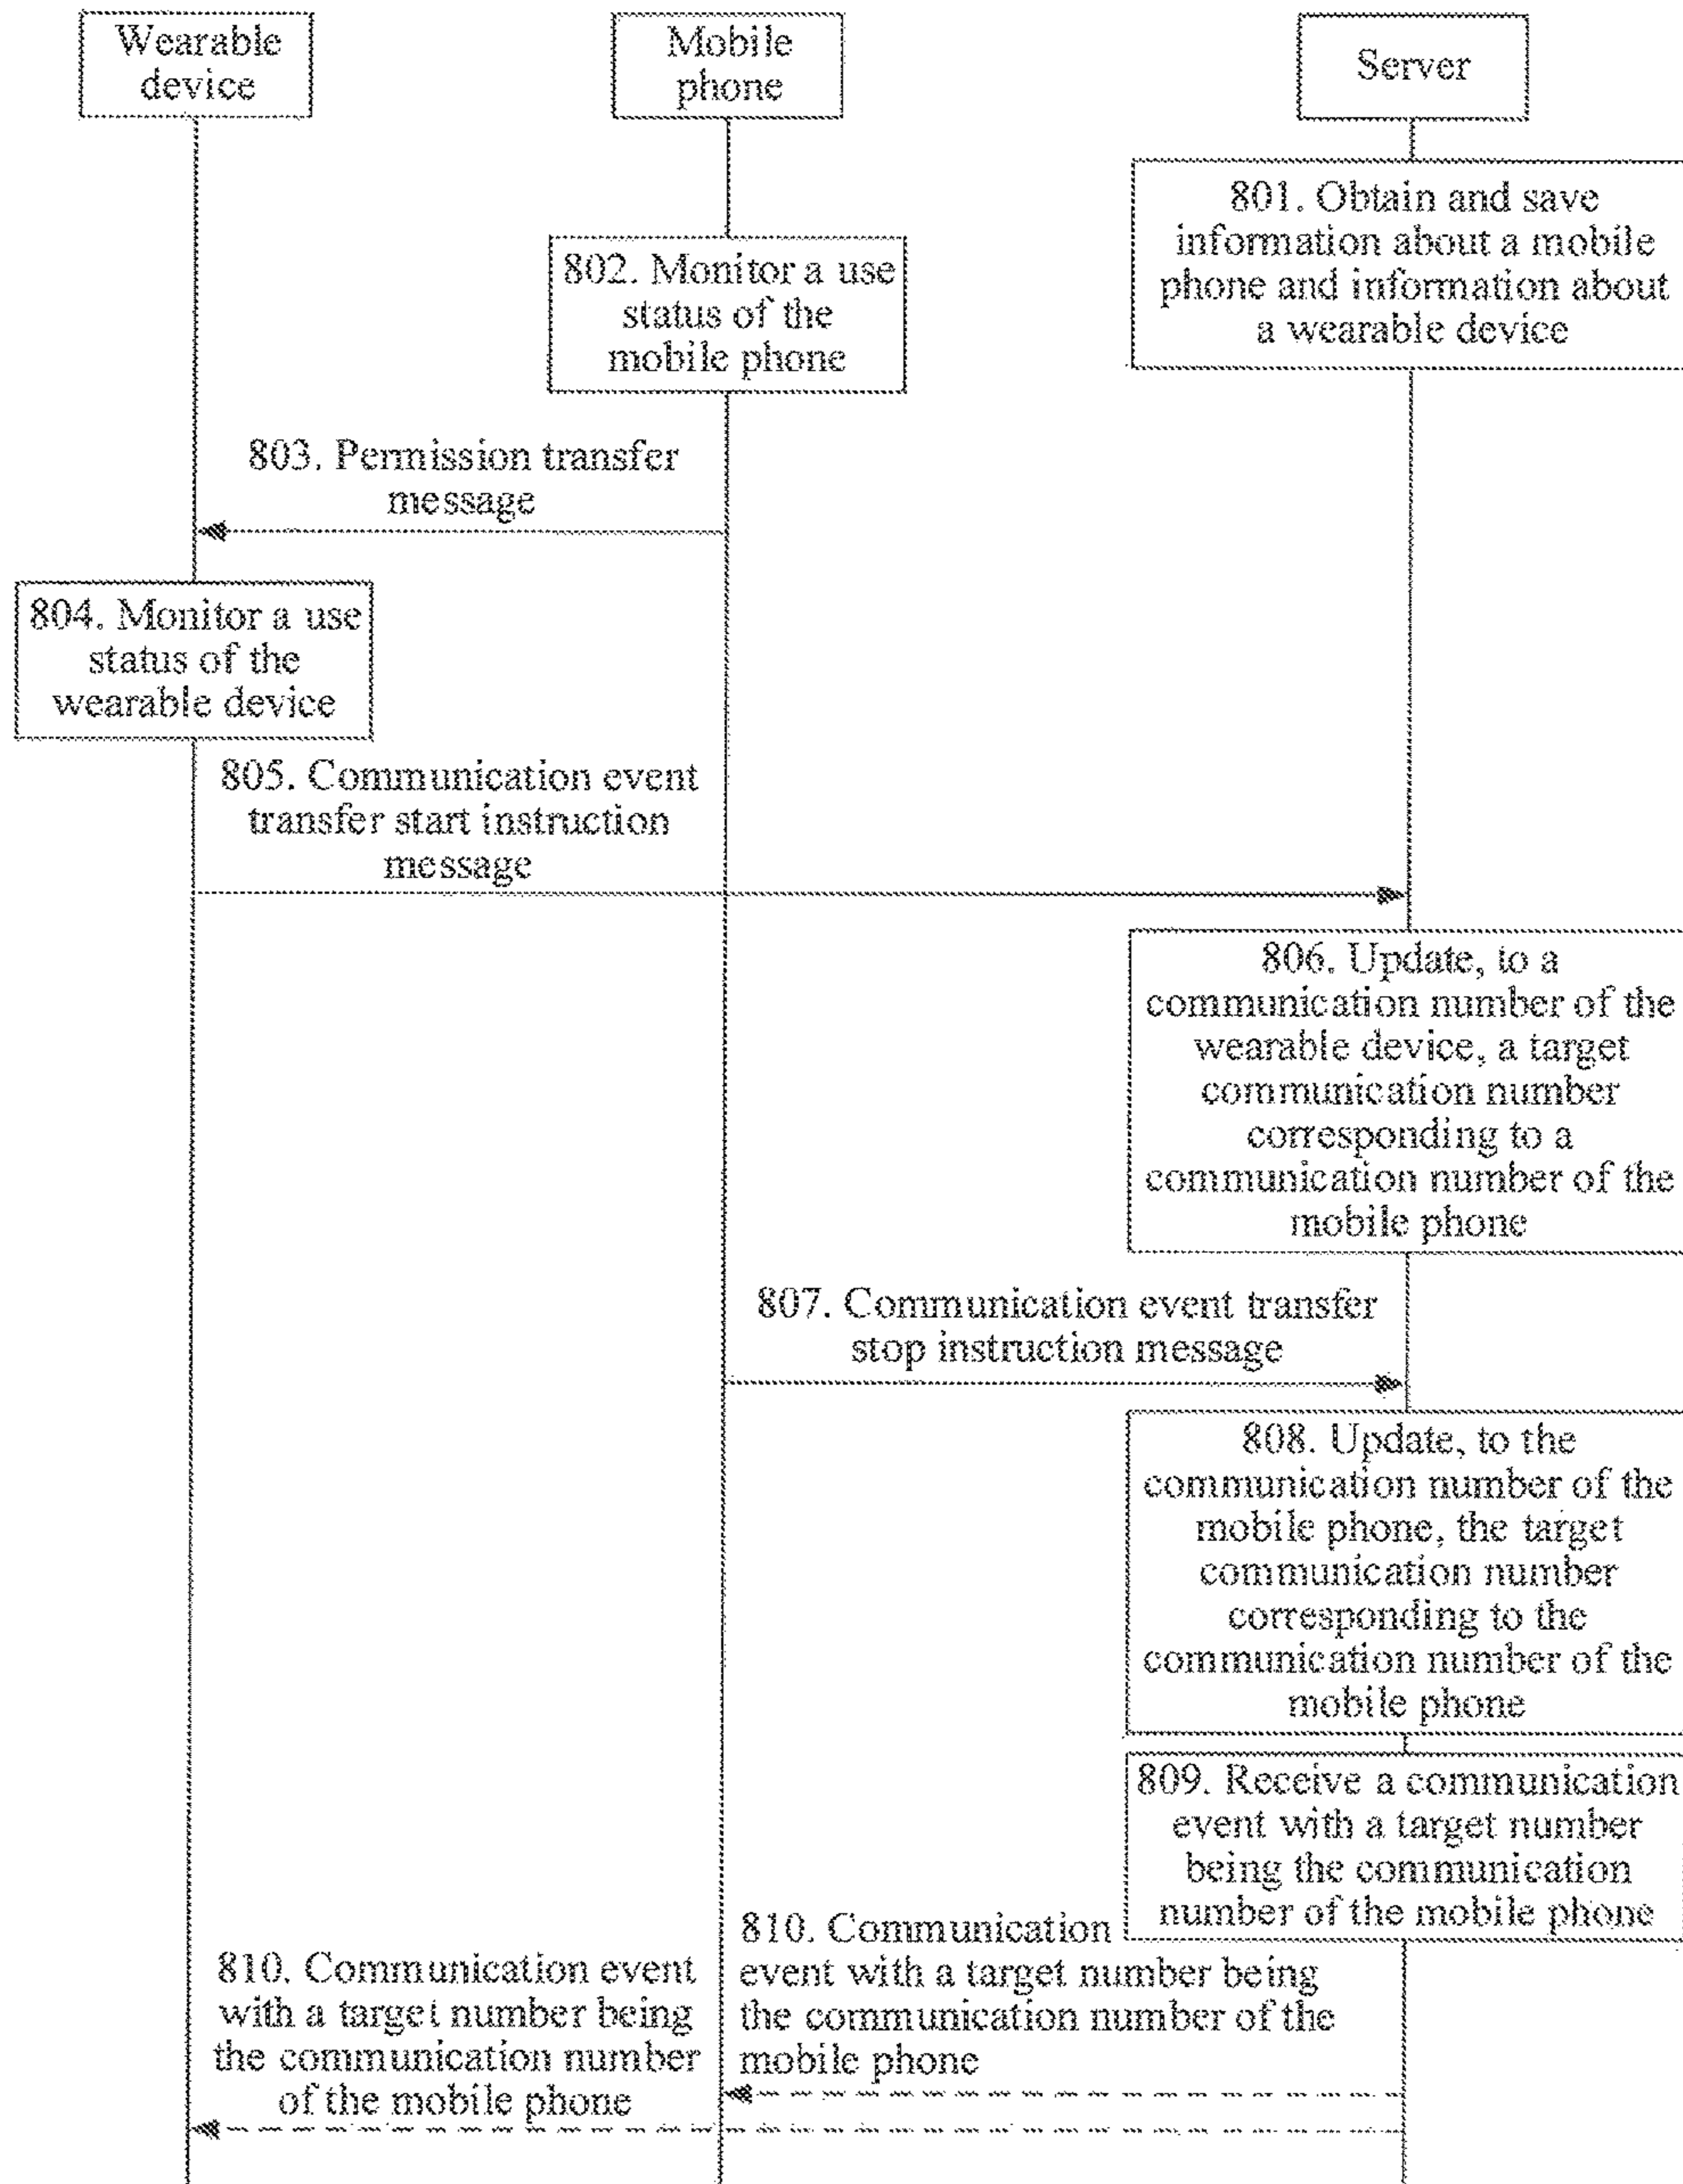 Wearable
device
Mobile
phone
Server
801. Obtain and save
information about a mobile
phone and information about
a wearable device
802. Monitor a use
status of the
mobile phone
803. Permission transfer
message
804. Monitor a use
status of the
wearable device
805. Communication event
transfer start instruction
message
806. Update, to a
communication number of the
wearable device, a target
communication number
corresponding to a
communication number of the
mobile phone
807. Communication event transfer
stop instruction message
808. Update, to the
communication number of the
mobile phone, the target
communication number
corresponding to the
communication number of the
mobile phone
809. Receive a communication
event with a target number
being the communication
number of the mobile phone
810. Communication
event with a target number being
the communication number of the
mobile phone
810. Communication event
with a target number being
the communication number
of the mobile phone